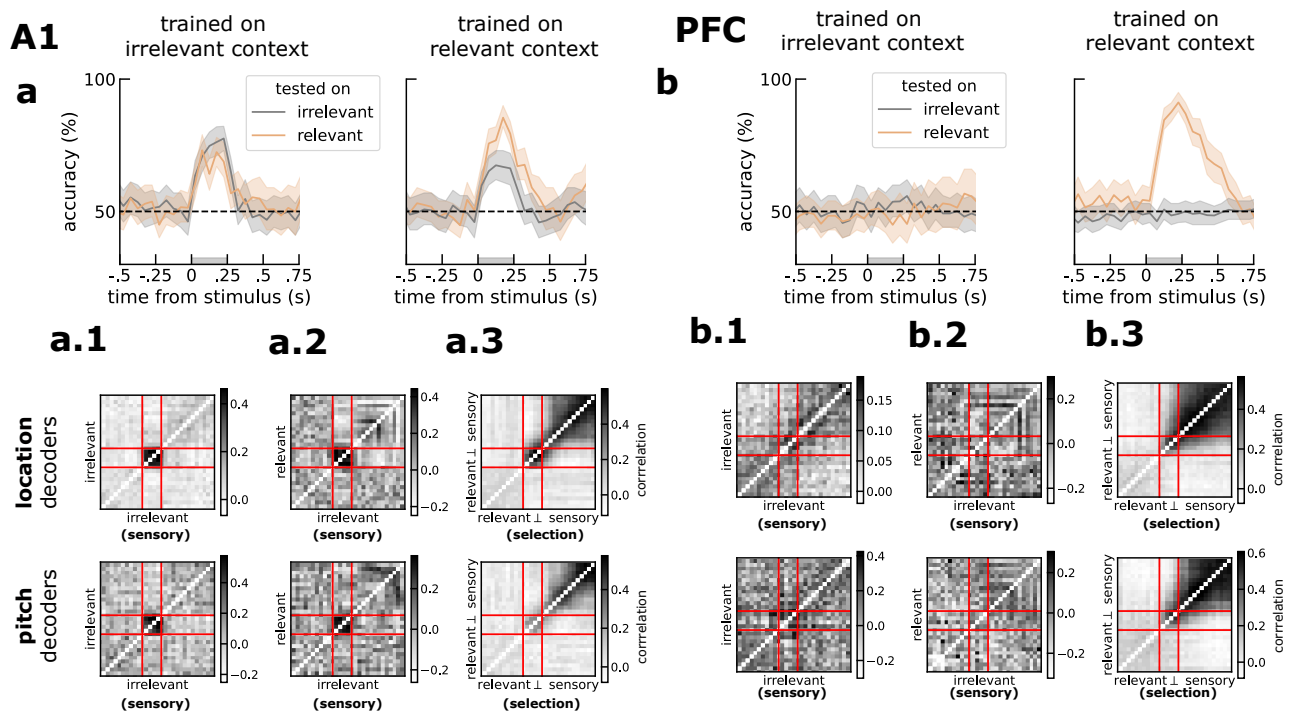 A1
trained on
irrelevant context
trained on
relevant context
PFC
trained on
irrelevant context
trained on
relevant context
a
100
50
accuracy (%)
tested on
irrelevant
relevant
-.5 -.25 0 .25 .5 .75
time from stimulus (s)
-.5 -.25 0 .25 .5 .75
time from stimulus (s)
b
100
50
accuracy (%)
tested on
irrelevant
relevant
-.5 -.25 0 .25 .5 .75
time from stimulus (s)
-.5 -.25 0 .25 .5 .75
time from stimulus (s)
a.1
a.2
a.3
b.1
b.2
b.3
location
decoders
irrelevant
0.4
0.2
0.0
irrelevant
(sensory)
relevant
0.4
0.2
0.0
−0.2
irrelevant
(sensory)
relevant ⊥ sensory
0.4
0.2
0.0
corrrelation
relevant ⊥ sensory
(selection)
irrelevant
0.15
0.10
0.05
0.00
irrelevant
(sensory)
relevant
0.2
0.0
−0.2
irrelevant
(sensory)
relevant ⊥ sensory
0.4
0.2
0.0
corrrelation
relevant ⊥ sensory
(selection)
pitch
decoders
irrelevant
0.4
0.2
0.0
−0.2
irrelevant
(sensory)
relevant
0.2
0.0
−0.2
irrelevant
(sensory)
relevant ⊥ sensory
0.4
0.2
0.0
correlation
relevant ⊥ sensory
(selection)
irrelevant
0.4
0.2
0.0
−0.2
irrelevant
(sensory)
relevant
0.2
0.0
−0.2
irrelevant
(sensory)
relevant ⊥ sensory
0.6
0.4
0.2
0.0
correlation
relevant ⊥ sensory
(selection)